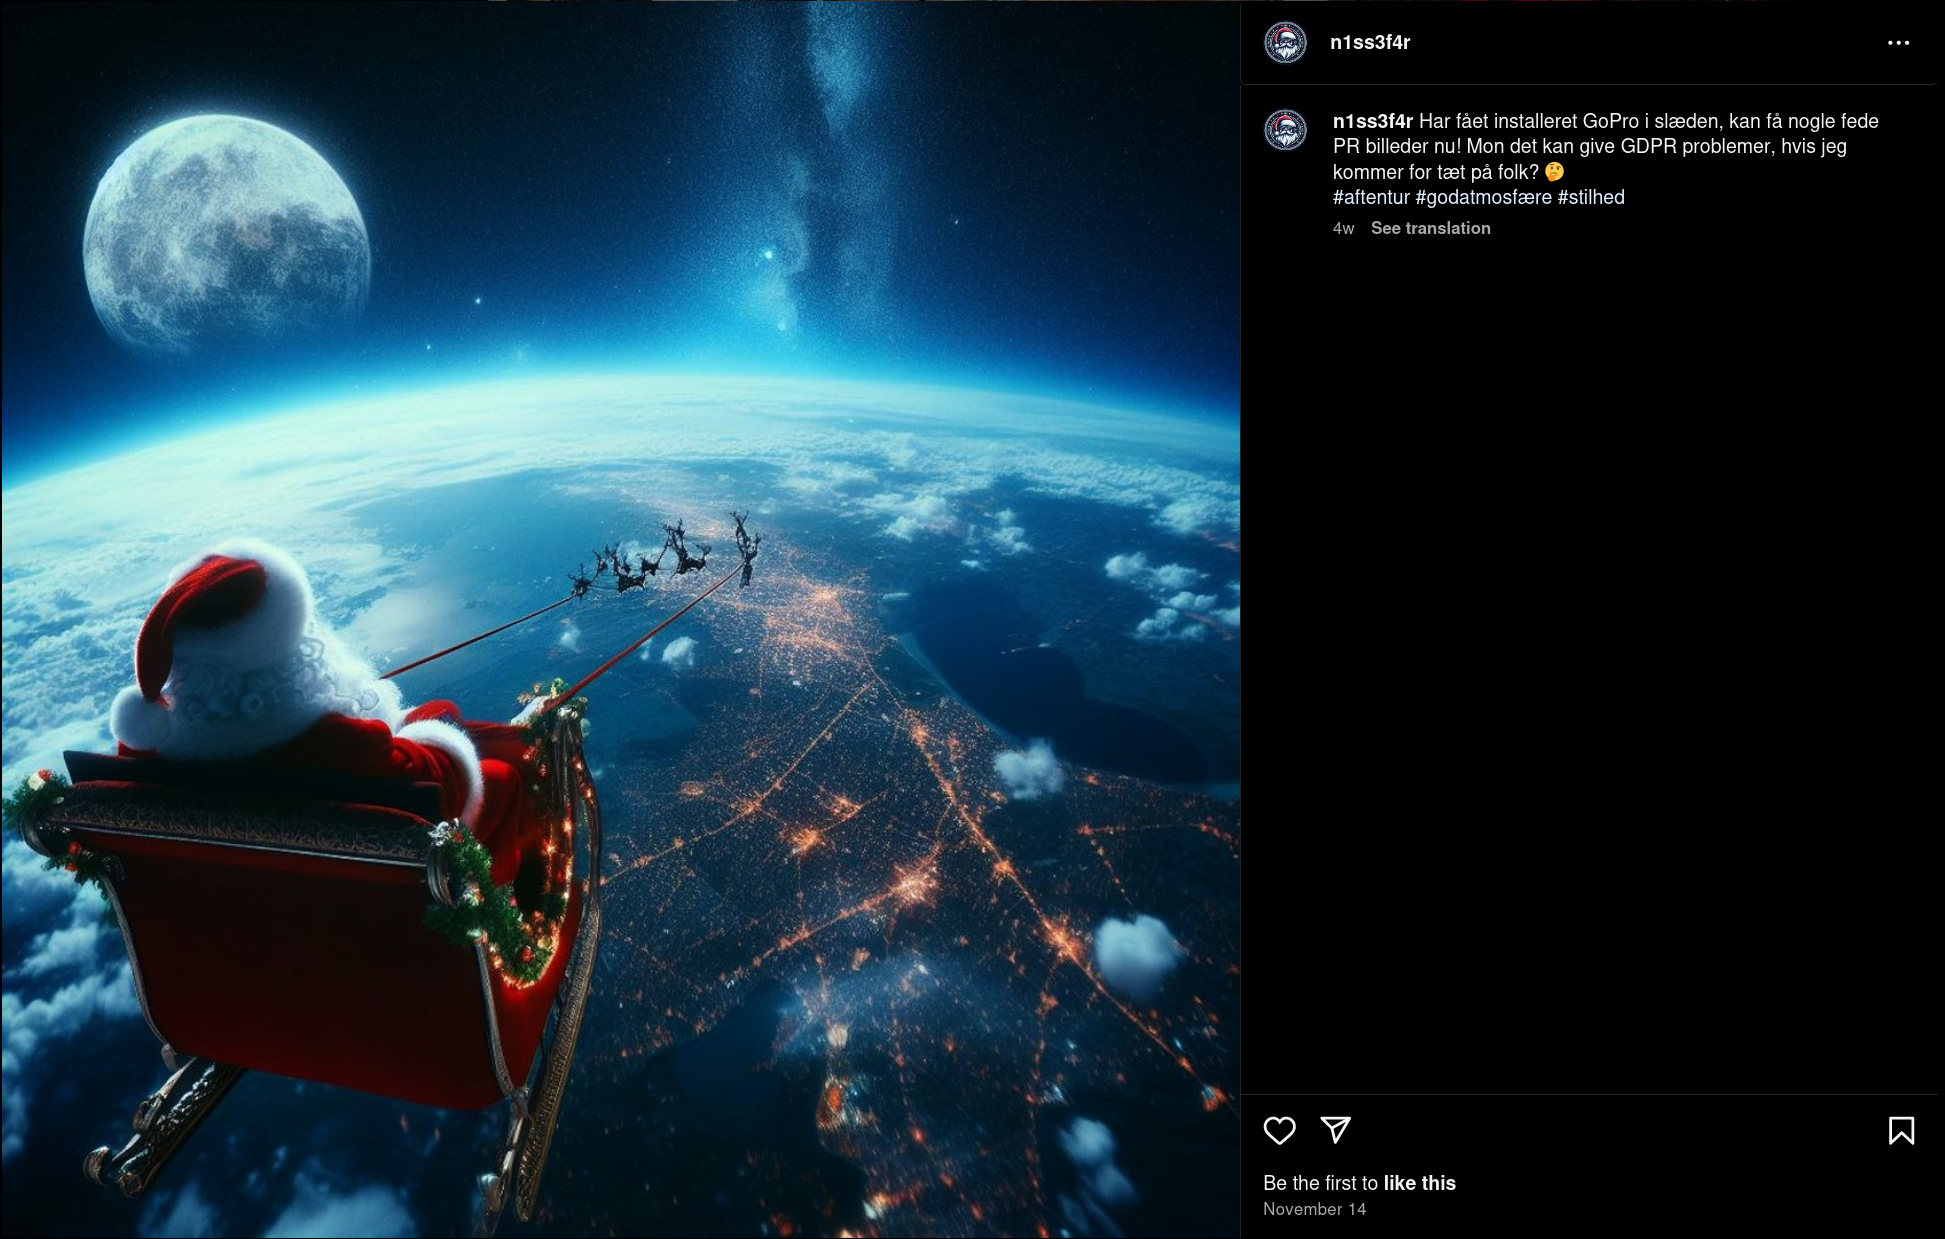 n1ss3f4r
n1ss3f4r Har fået installeret GoPro i slæden, kan få nogle fede
PR billeder nu! Mon det kan give GDPR problemer, hvis jeg
kommer for tæt på folk? 🤔
#aftentur #godatmosfære #stilhed
4w See translation
Be the first to like this
November 14